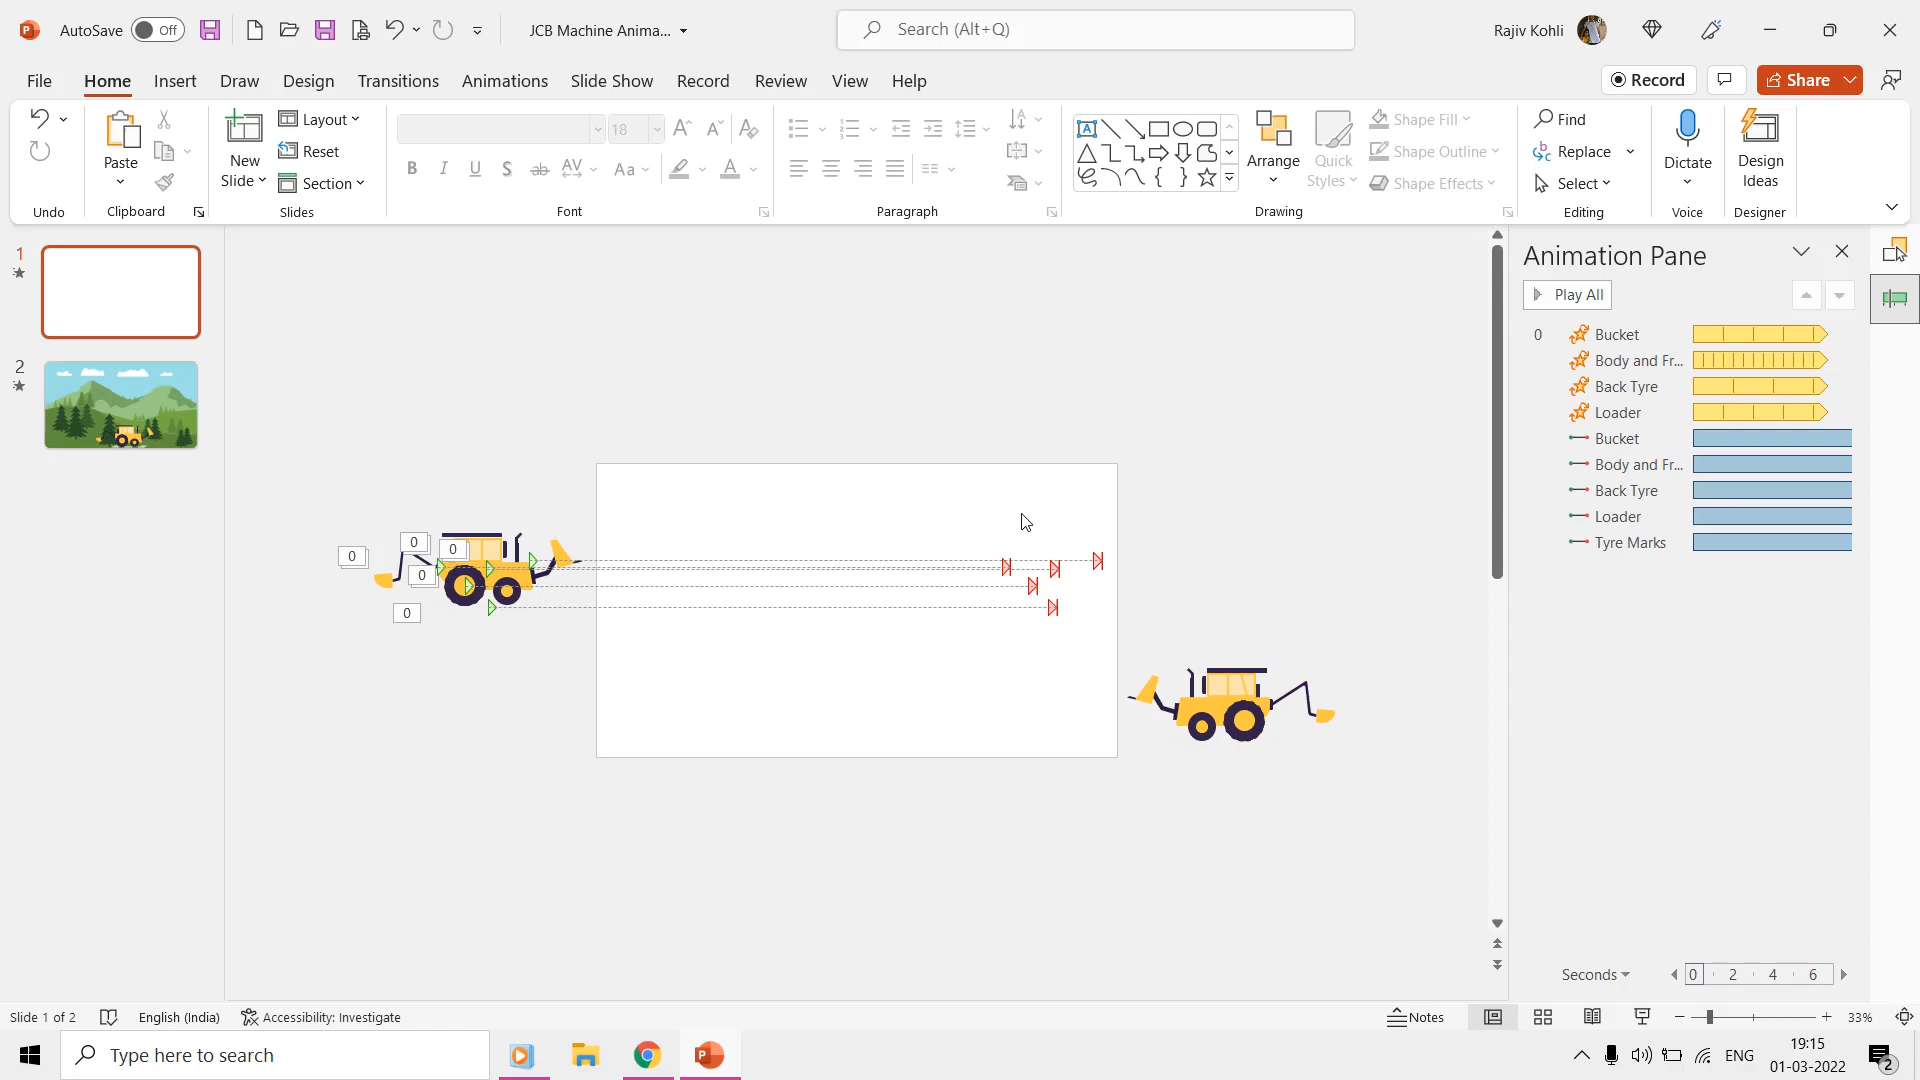 AutoSave Off JCB Machine Anima... Search (Alt+Q) Rajiv Kohli
File Home Insert Draw Design Transitions Animations Slide Show Record Review View Help Record Share
Undo
Paste
Clipboard
New Slide
Layout
Reset
Section
Slides
18
B I U S ab AV Aa A
Font
Paragraph
Arrange
Quick Styles
Shape Fill
Shape Outline
Shape Effects
Drawing
Find
Replace
Select
Editing
Dictate
Voice
Design Ideas
Designer
1
2
0
0
0
0
0
Animation Pane
Play All
0 Bucket
Body and Fr...
Back Tyre
Loader
Bucket
Body and Fr...
Back Tyre
Loader
Tyre Marks
Seconds 0 2 4 6
Slide 1 of 2 English (India) Accessibility: Investigate Notes 33%
Type here to search ENG 19:15
01-03-2022
2